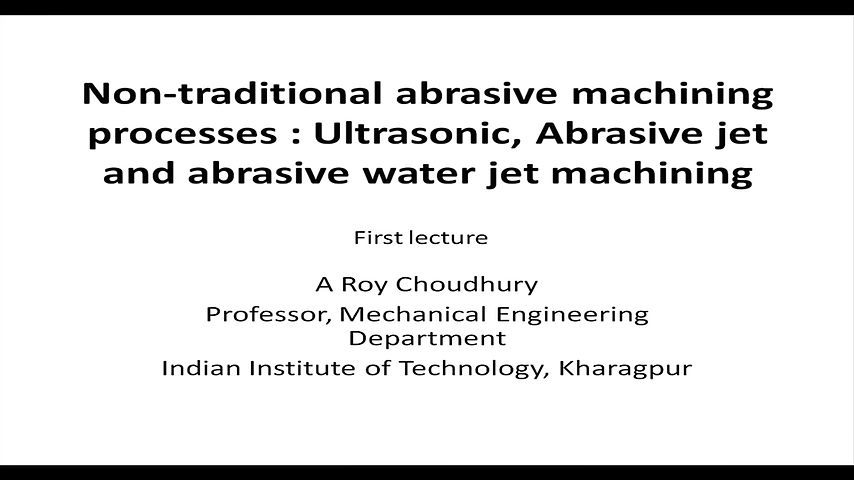 Non-traditional abrasive machining
processes : Ultrasonic, Abrasive jet
and abrasive water jet machining
First lecture
A Roy Choudhury
Professor, Mechanical Engineering
Department
Indian Institute of Technology, Kharagpur